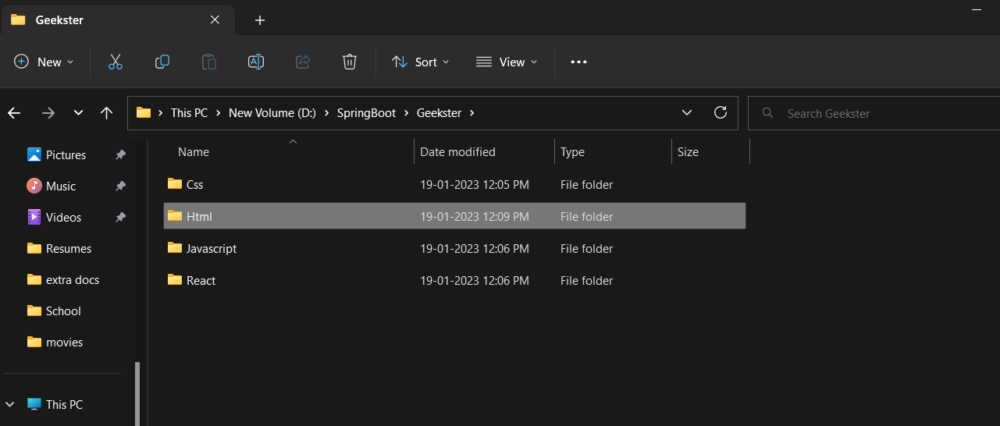 Geekster
New
Sort
View
This PC New Volume (D:) SpringBoot Geekster
Search Geekster
Pictures
Music
Videos
Resumes
extra docs
School
movies
This PC
Name Date modified Type Size
Css 19-01-2023 12:05 PM File folder
Html 19-01-2023 12:09 PM File folder
Javascript 19-01-2023 12:06 PM File folder
React 19-01-2023 12:06 PM File folder